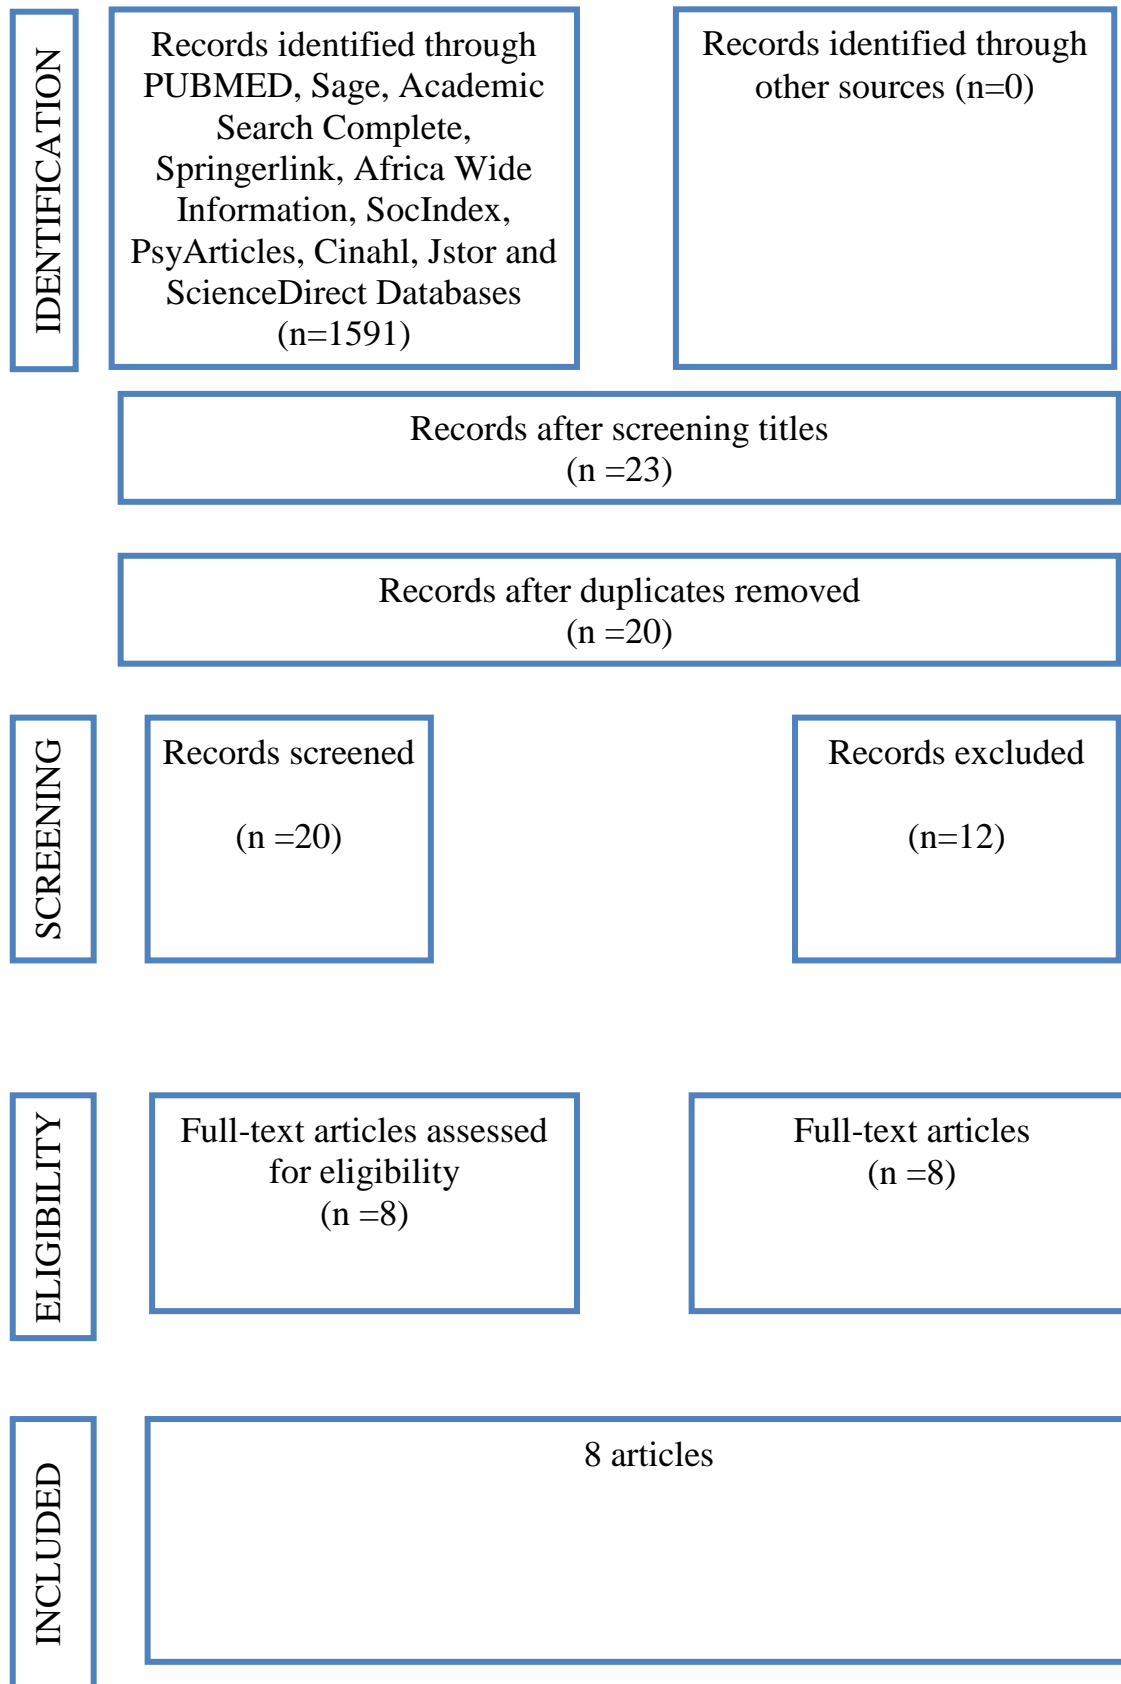 IDENTIFICATION
Records identified through
PUBMED, Sage, Academic
Search Complete,
Springerlink, Africa Wide
Information, SocIndex,
PsyArticles, Cinahl, Jstor and
ScienceDirect Databases
(n=1591)
Records identified through
other sources (n=0)
Records after screening titles
(n =23)
Records after duplicates removed
(n =20)
SCREENING
Records screened
(n =20)
Records excluded
(n=12)
ELIGIBILITY
Full-text articles assessed
for eligibility
(n =8)
Full-text articles
(n =8)
INCLUDED
8 articles